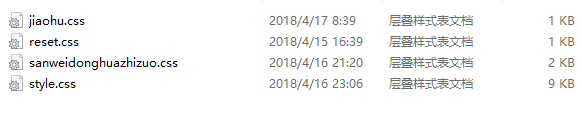 jiaohu.css 2018/4/17 8:39 层叠样式表文档 1 KB
reset.css 2018/4/15 16:39 层叠样式表文档 1 KB
sanweidonghuazhizuo.css 2018/4/16 21:20 层叠样式表文档 2 KB
style.css 2018/4/16 23:06 层叠样式表文档 9 KB